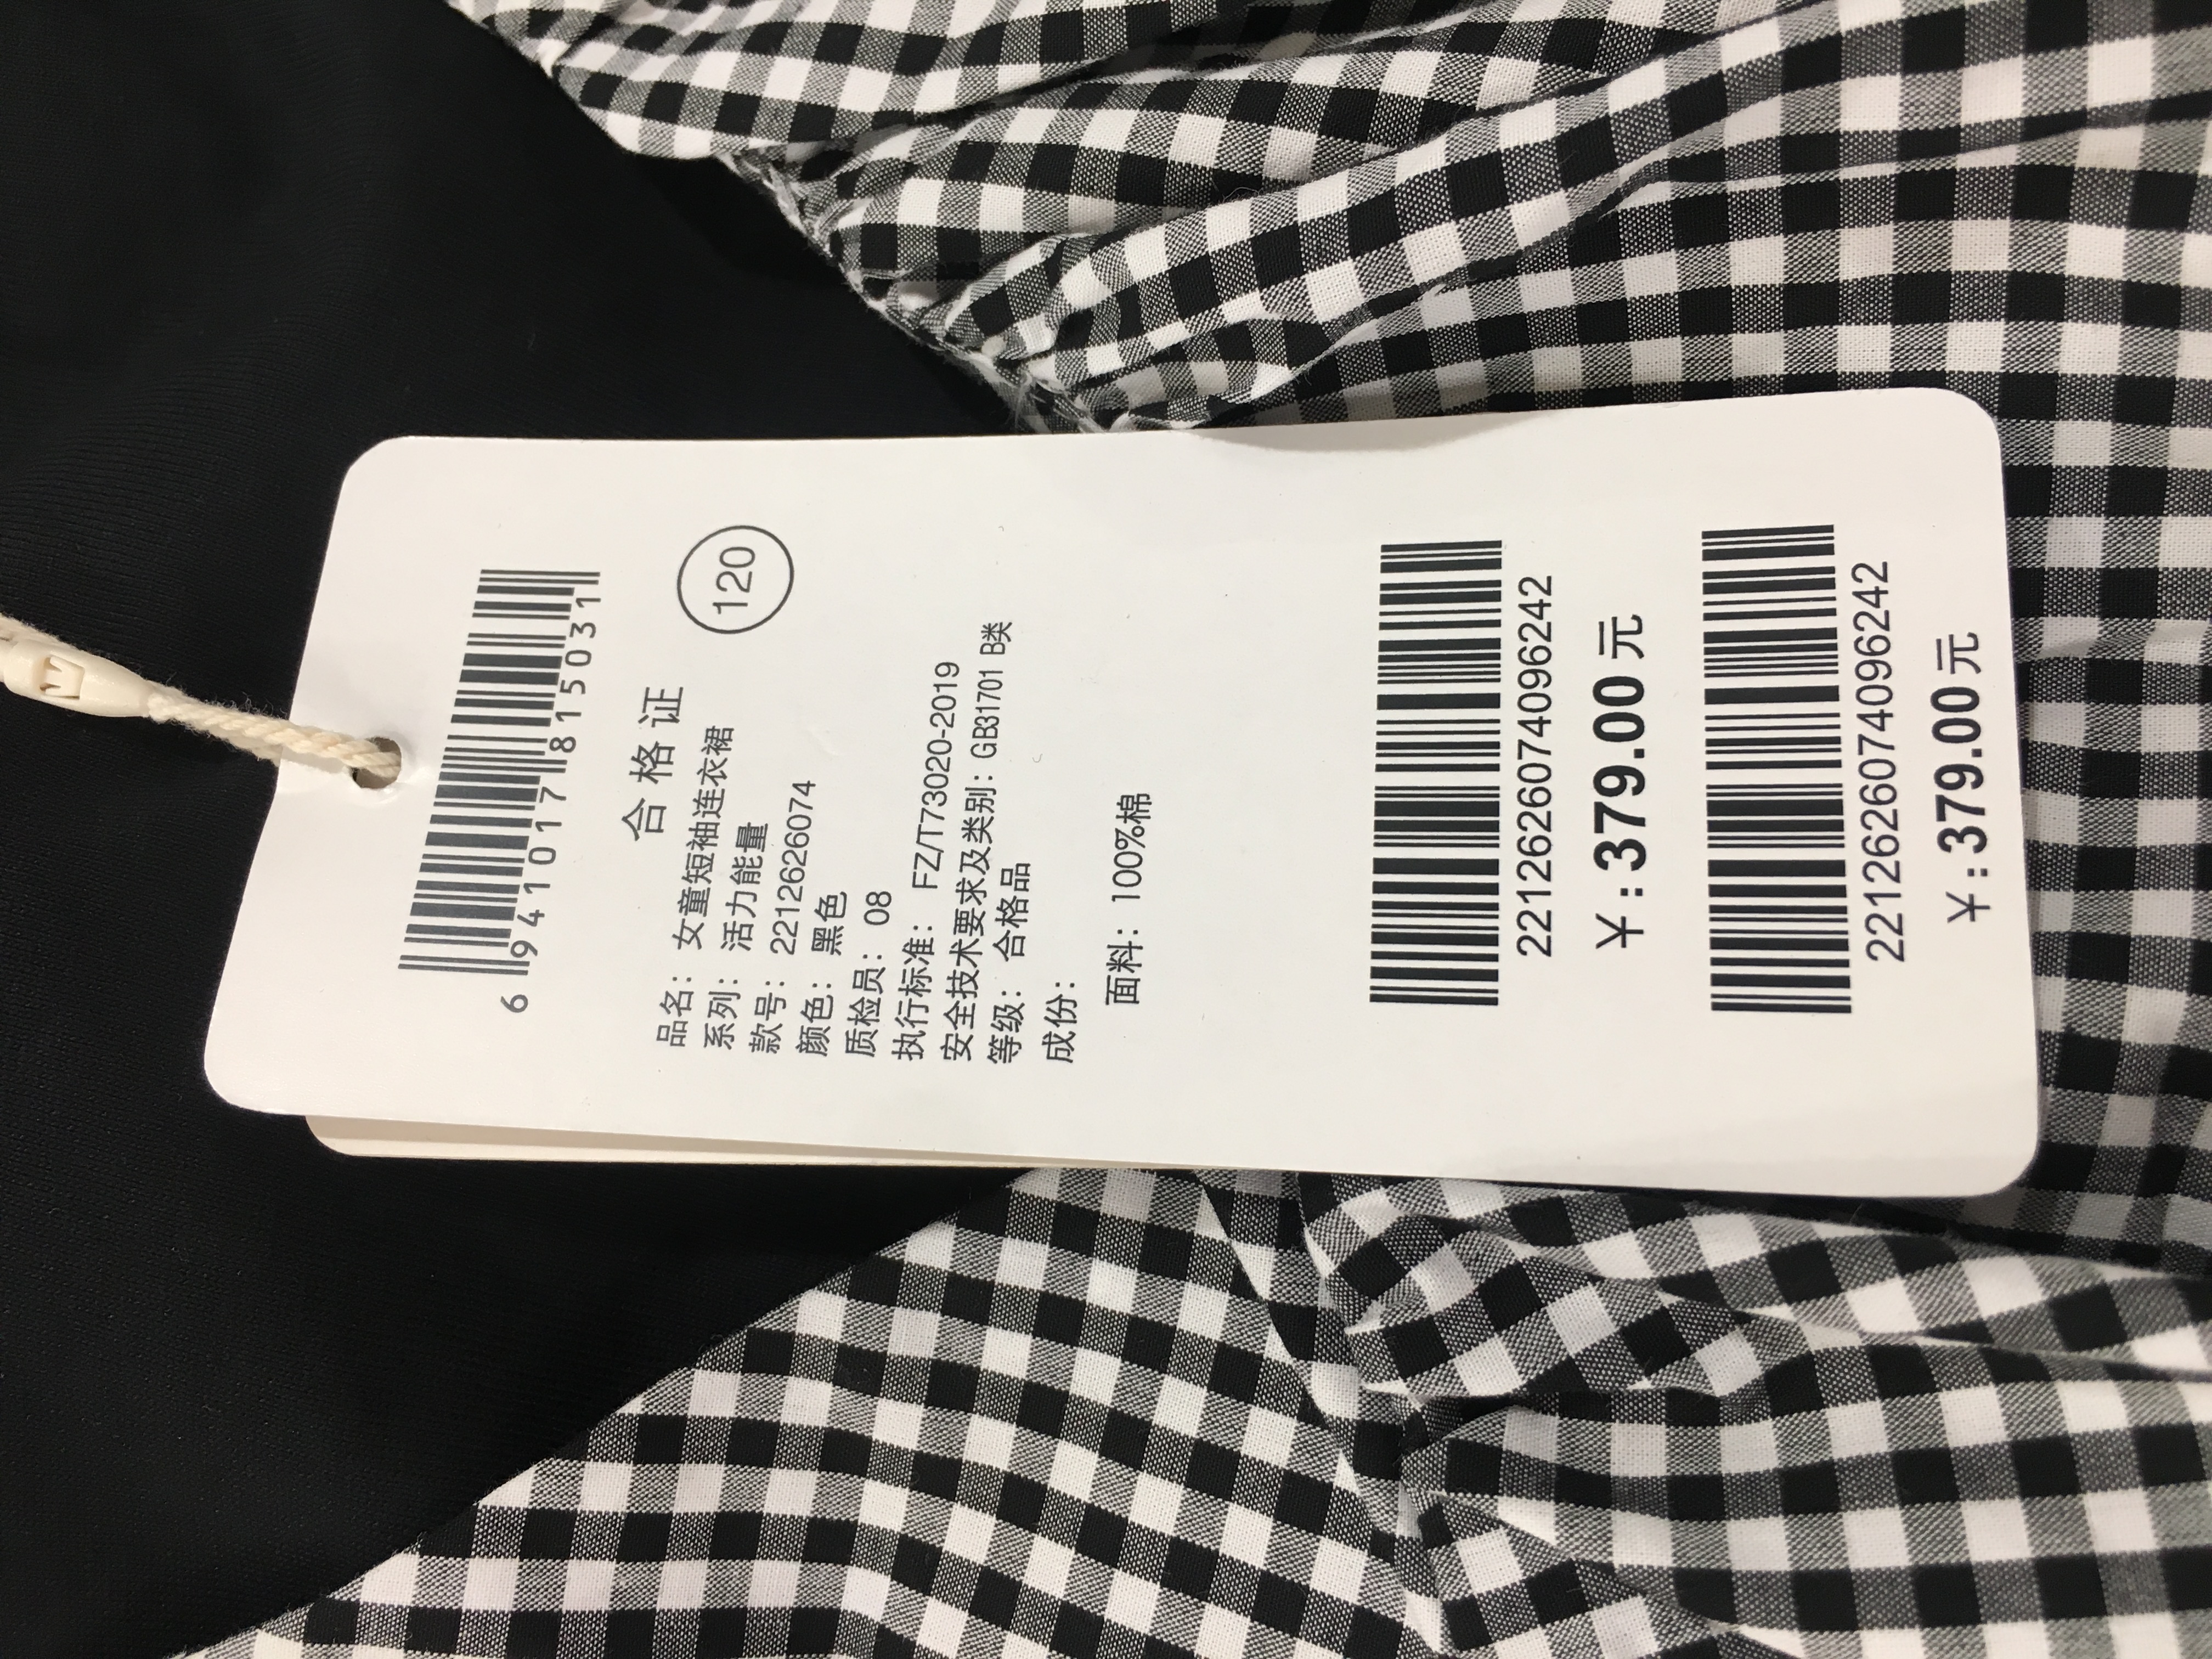 6941017815031
合格证
120
品名： 女童短袖连衣裙
系列： 活力能量
款号：2212626074
颜色：黑色
质检员：08
执行标准： FZ/T73020-2019
安全技术要求及类别：GB31701 B类
等级： 合格品
成份：
面料：100%棉
2212626074096242
￥:379.00元
2212626074096242
￥:379.00元